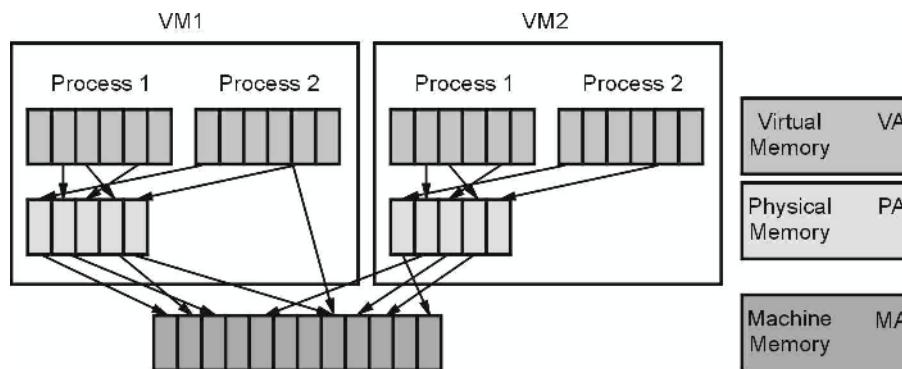 VM1
VM2
Process 1
Process 2
Process 1
Process 2
Virtual Memory
VA
Physical Memory
PA
Machine Memory
MA